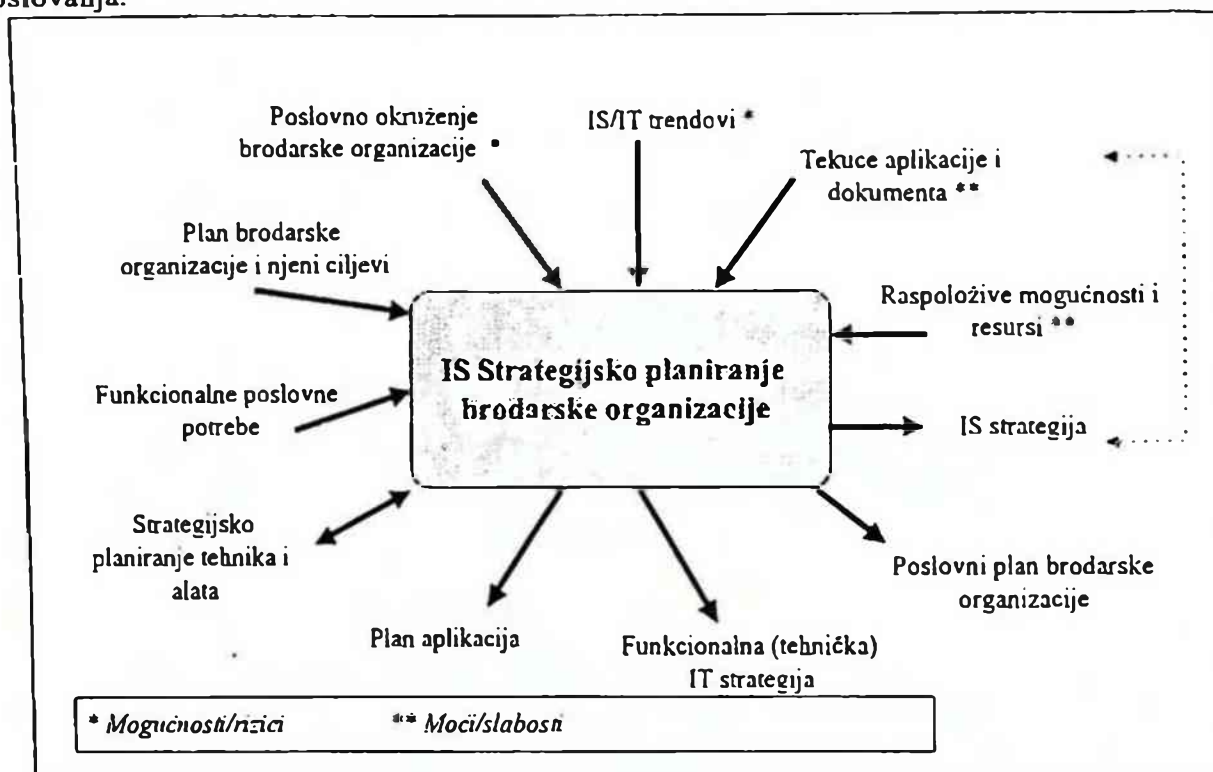 oslovanja.
Poslovno okruženje
brodarske organizacije *
IS/IT trendovi *
Tekuce aplikacije i
dokumenta **
Plan brodarske
organizacije i njeni ciljevi
Raspoložive mogućnosti i
resursi **
IS Strategijsko planiranje
brodarske organizacije
Funkcionalne poslovne
potrebe
IS strategija
Strategijsko
planiranje tehnika i
alata
Poslovni plan brodarske
organizacije
Plan aplikacija
Funkcionalna (tehnička)
IT strategija
* Mogućnosti/rizici ** Moći/slabosti